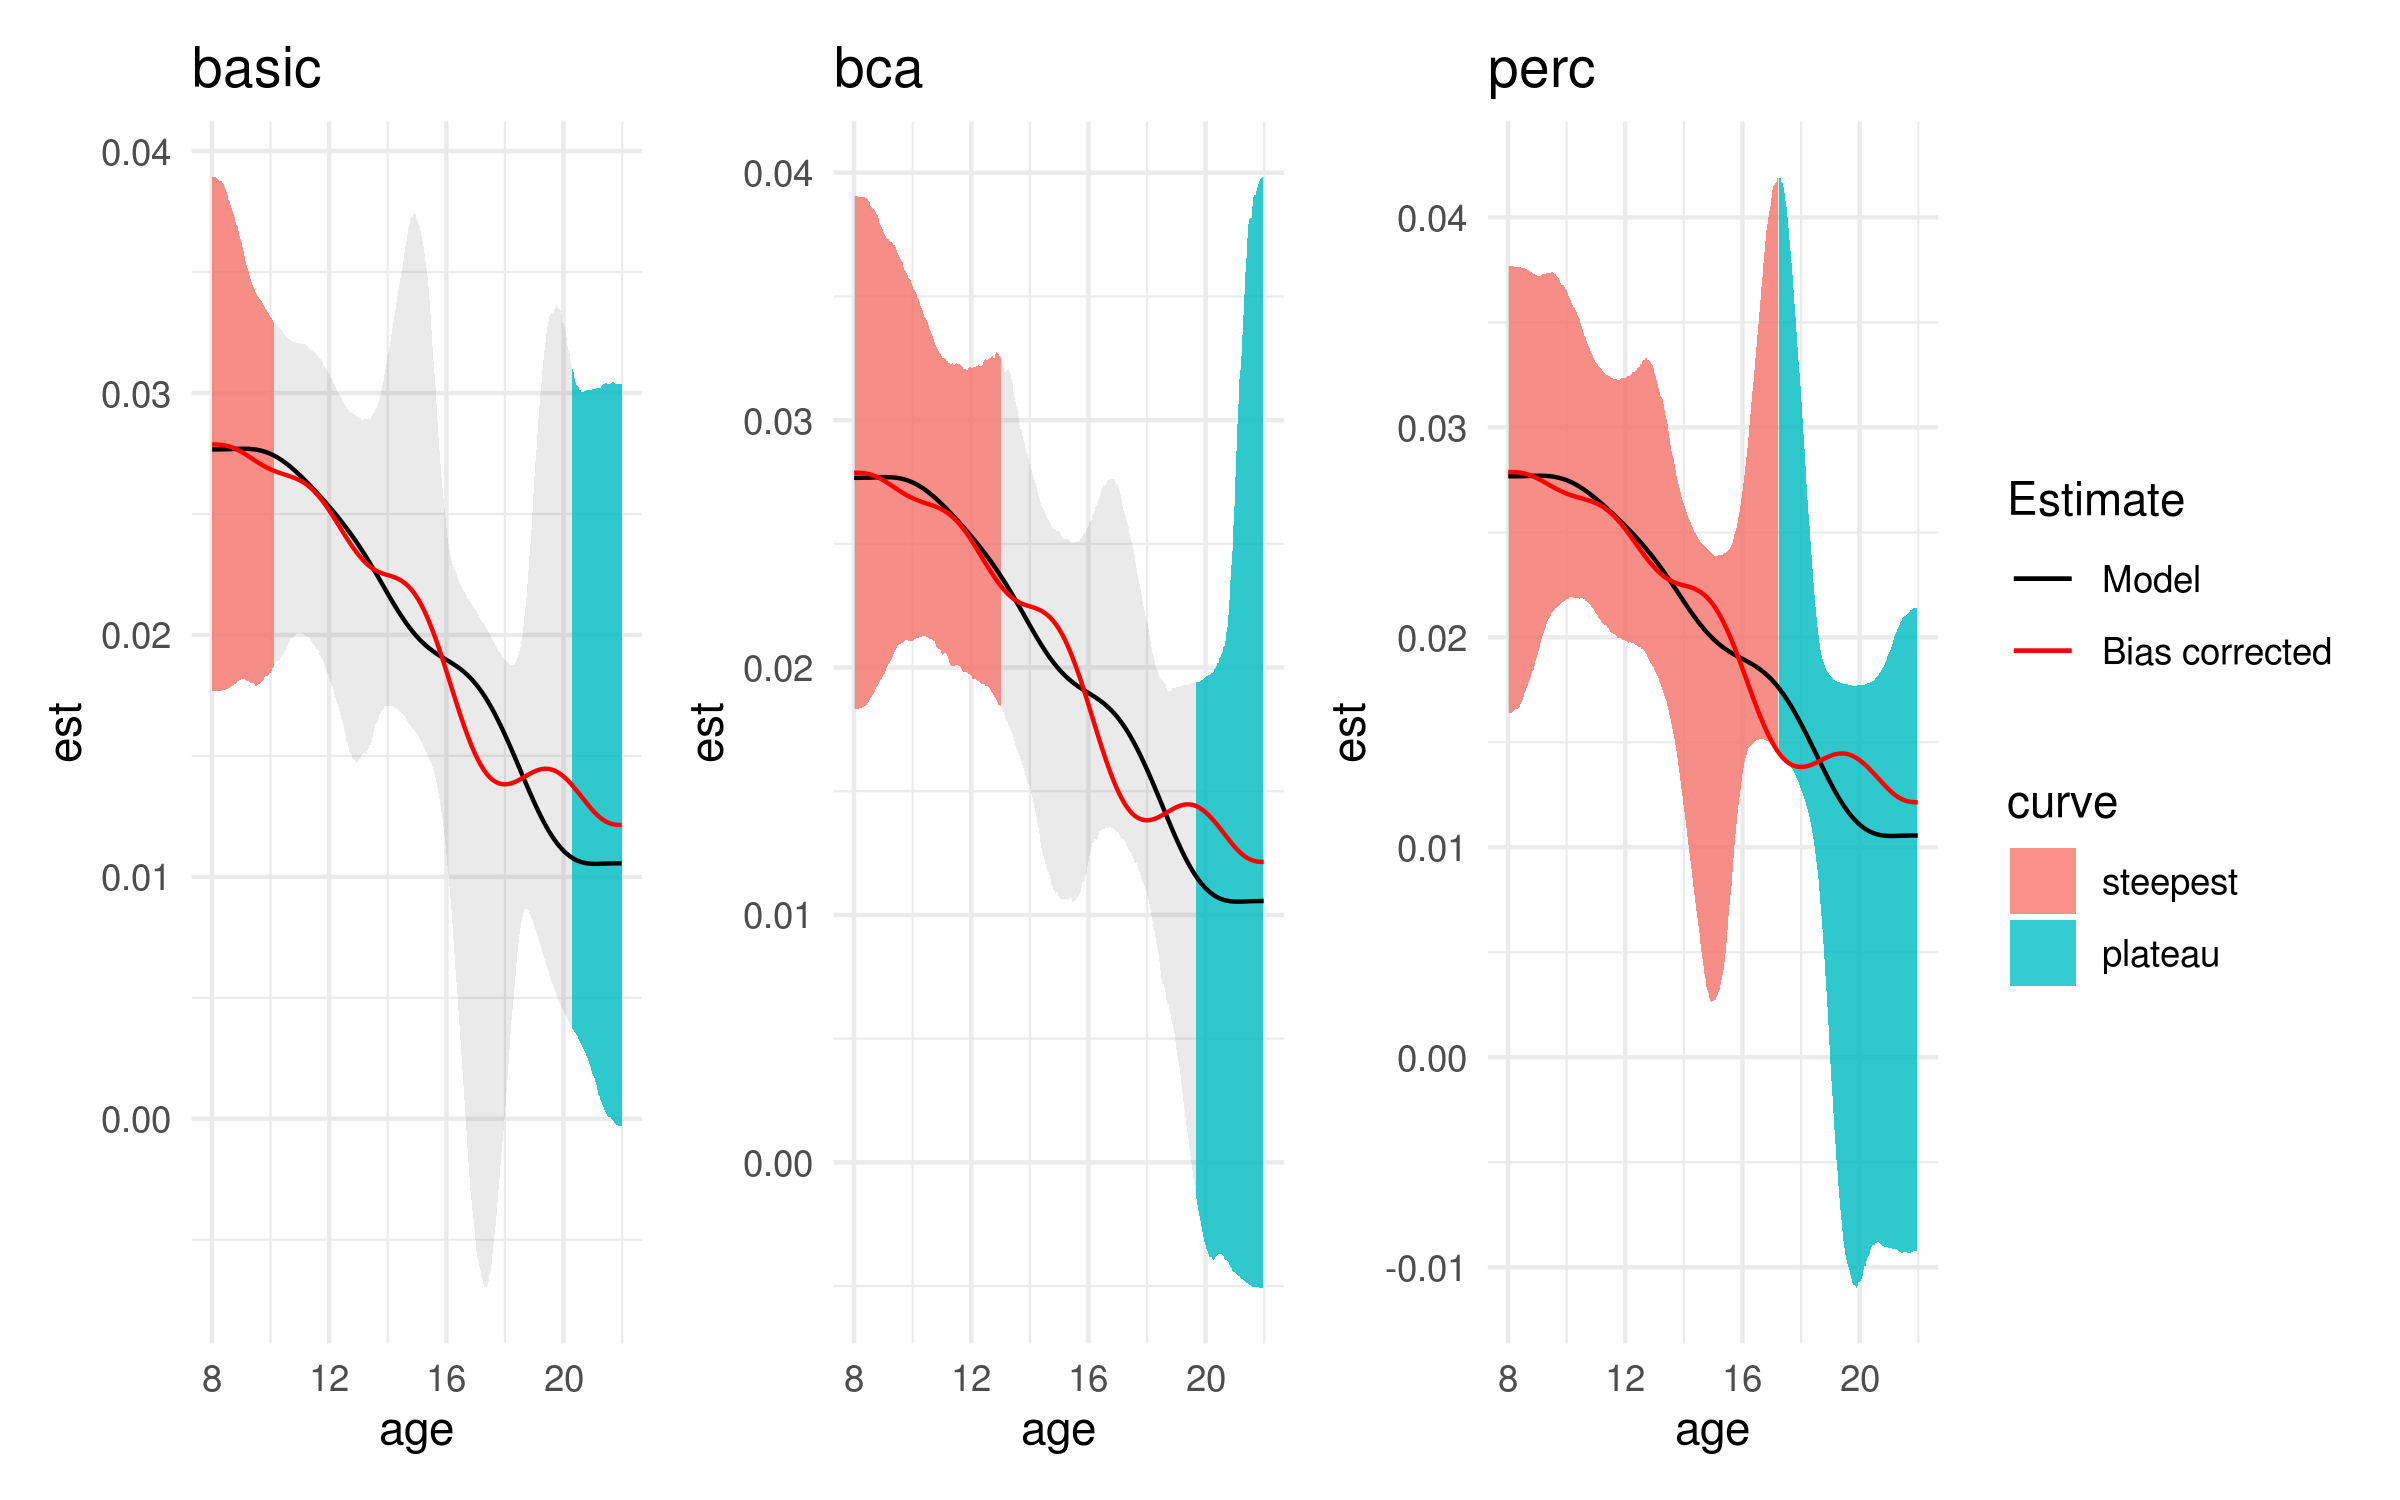 basic
0.04
0.03
0.02
0.01
0.00
est
8 12 16 20
age
bca
0.04
0.03
0.02
0.01
0.00
est
8 12 16 20
age
perc
0.04
0.03
0.02
0.01
0.00
-0.01
est
8 12 16 20
age
Estimate
Model
Bias corrected
curve
steepest
plateau